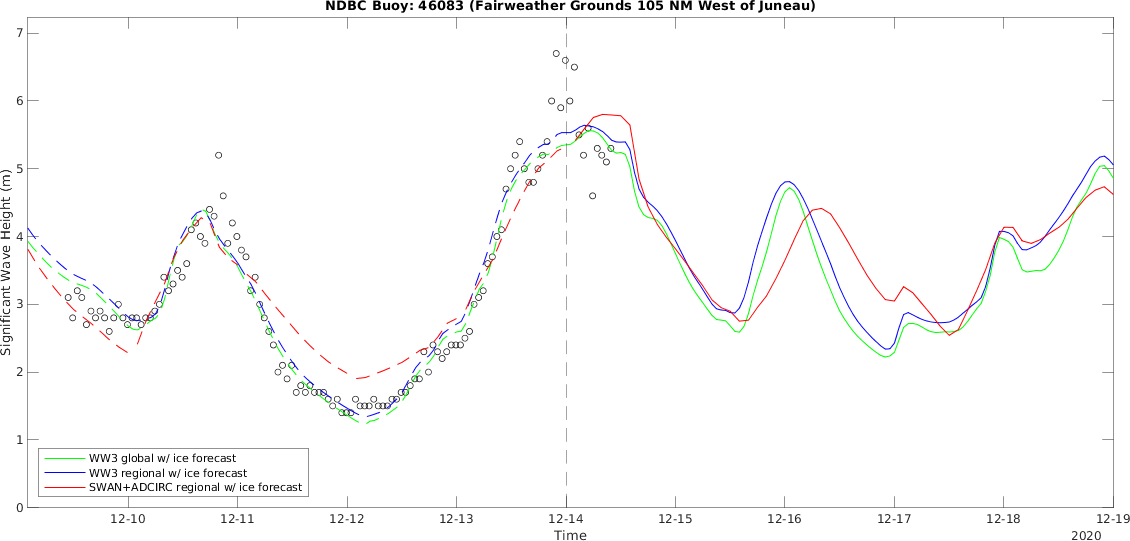 NDBC Buoy: 46083 (Fairweather Grounds 105 NM West of Juneau)
Significant Wave Height (m)
7
6
5
4
3
2
1
0
WW3 global w/ ice forecast
WW3 regional w/ ice forecast
SWAN+ADCIRC regional w/ ice forecast
12-10 12-11 12-12 12-13 12-14 12-15 12-16 12-17 12-18 12-19
Time
2020